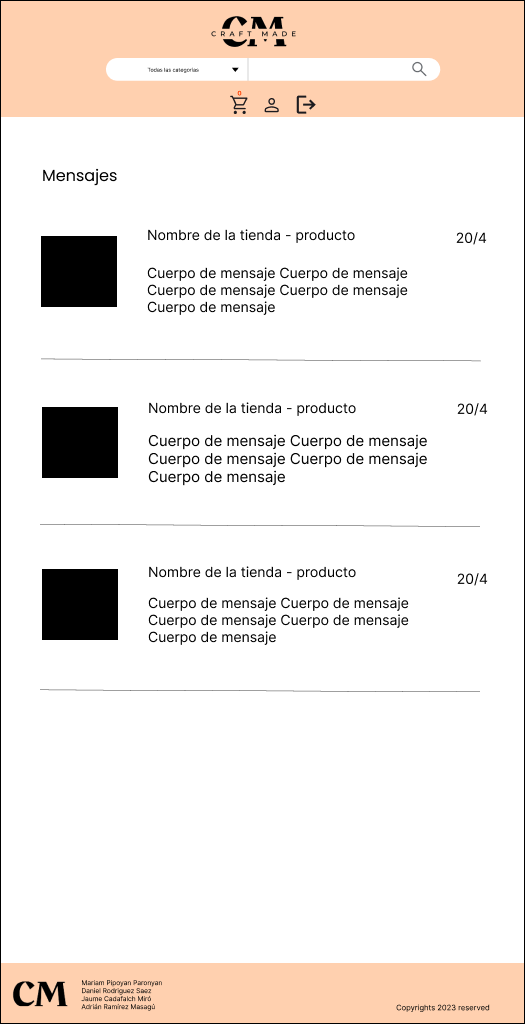 CM
CRAFT MADE
Todas las categorías
0
Mensajes
Nombre de la tienda - producto
20/4
Cuerpo de mensaje Cuerpo de mensaje
Cuerpo de mensaje Cuerpo de mensaje
Cuerpo de mensaje
Nombre de la tienda - producto
20/4
Cuerpo de mensaje Cuerpo de mensaje
Cuerpo de mensaje Cuerpo de mensaje
Cuerpo de mensaje
Nombre de la tienda - producto
20/4
Cuerpo de mensaje Cuerpo de mensaje
Cuerpo de mensaje Cuerpo de mensaje
Cuerpo de mensaje
CM
Mariam Pipoyan Paronyan
Daniel Rodriguez Saez
Jaume Cadafalch Miró
Adrián Ramírez Masagú
Copyrights 2023 reserved